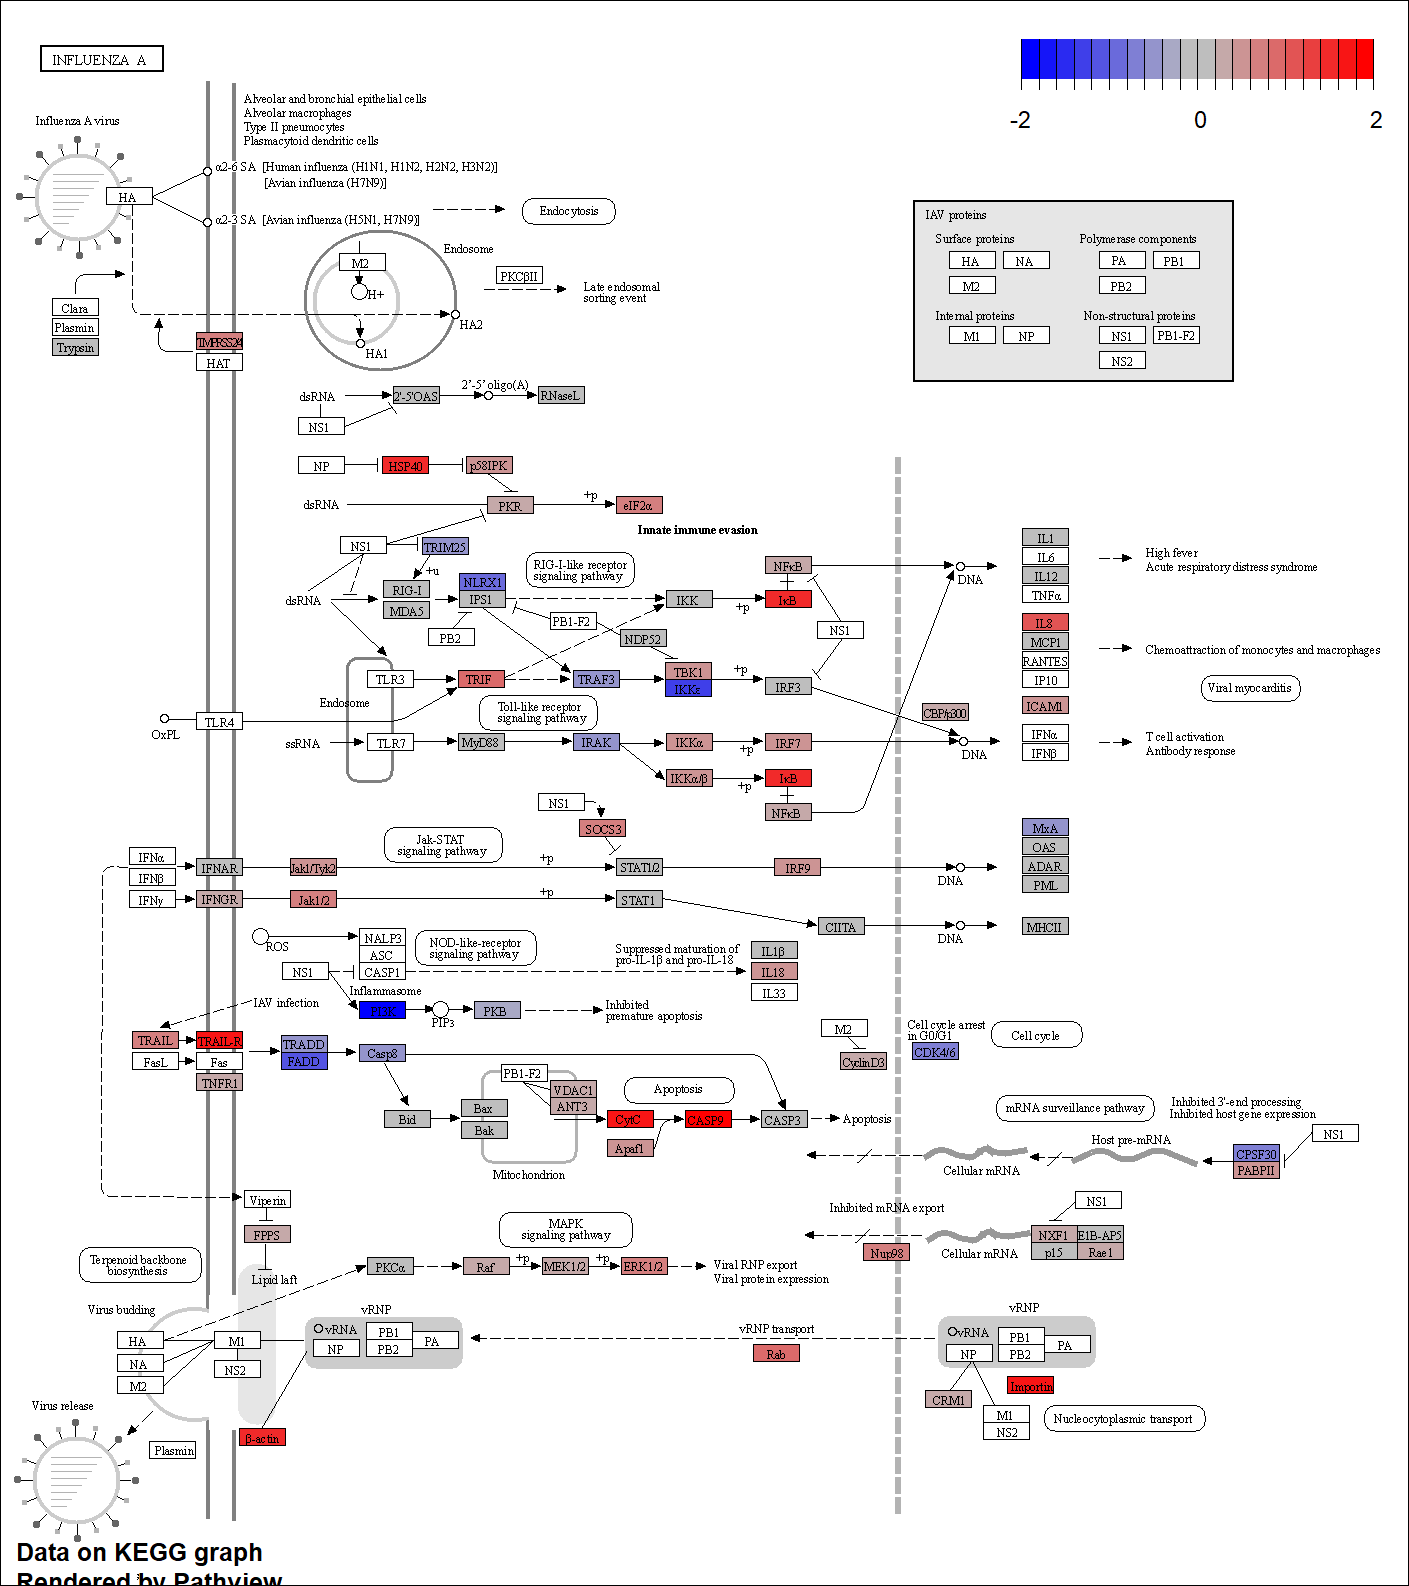 INFLUENZA A
-2 0 2
Alveolar and bronchial epithelial cells
Alveolar macrophages
Type II pneumocytes
Plasmacytoid dendritic cells
Influenza A virus
HA
α2-6 SA [Human influenza (H1N1, H1N2, H2N2, H3N2)]
[Avian influenza (H7N9)]
α2-3 SA [Avian influenza (H5N1, H7N9)]
Endocytosis
Endosome
M2
H+
PKCβII
Late endosomal
sorting event
HA2
HA1
Clara
Plasmin
Trypsin
TMPRSS2/4
HAT
IAV proteins
Surface proteins
HA NA
M2
Polymerase components
PA PB1
PB2
Internal proteins
M1 NP
Non-structural proteins
NS1 PB1-F2
NS2
dsRNA 2'-5'OAS 2'-5' oligo(A) RNaseL
NS1
NP HSP40 p58IPK
dsRNA PKR +p eIF2α
Innate immune evasion
NS1 TRIM25
+u
RIG-I-like receptor
signaling pathway
dsRNA RIG-I NLRX1
MDA5 IPS1
IKK +p IκB
NFκB
DNA
PB2
PB1-F2
NDP52
NS1
IL1
IL6
IL12
TNFα
High fever
Acute respiratory distress syndrome
IL8
MCP1
RANTES
IP10
ICAM1
Chemoattraction of monocytes and macrophages
Viral myocarditis
TLR3 TRIF TRAF3 TBK1 +p IRF3
IKKε
Endosome
Toll-like receptor
signaling pathway
CBP/p300
OxPL TLR4
ssRNA TLR7 MyD88 IRAK IKKα +p IRF7
DNA
IFNα
IFNβ
T cell activation
Antibody response
IKKα/β +p IκB
NFκB
NS1
SOCS3
Jak-STAT
signaling pathway
IFNα
IFNβ
IFNAR Jak1/Tyk2 +p STAT1/2 IRF9 DNA
MxA
OAS
ADAR
PML
IFNγ IFNGR Jak1/2 +p STAT1
CIITA DNA MHCII
ROS NALP3
ASC
CASP1
NS1
Inflammasome
NOD-like-receptor
signaling pathway
Suppressed maturation of
pro-IL-1β and pro-IL-18
IL1β
IL18
IL33
IAV infection
PIP3 PKB
Inhibited
premature apoptosis
TRAIL TRAIL-R
FasL Fas
TNFR1
TRADD
FADD
Casp8
M2
CyclinD3
Cell cycle arrest
in G0/G1
CDK4/6
Cell cycle
Bid
Bax
Bak
PB1-F2
VDAC1
ANT3
Mitochondrion
Apoptosis
CytC CASP9 CASP3 Apoptosis
Apaf1
mRNA surveillance pathway
Inhibited 3'-end processing
Inhibited host gene expression
NS1
Host pre-mRNA
CPSF30
PABPII
Cellular mRNA
Viperin
FPPS
Lipid laft
Inhibited mRNA export
NS1
NXF1 E1B-AP5
p15 Rae1
Nup98
Cellular mRNA
MAPK
signaling pathway
PKCα Raf +p MEK1/2 +p ERK1/2
Viral RNP export
Viral protein expression
Terpenoid backbone
biosynthesis
Virus budding
HA
NA
M2
M1
NS2
vRNP
vRNA PB1
NP PB2 PA
vRNP transport
Rab
vRNP
vRNA PB1
NP PB2 PA
CRM1
Importin
M1
NS2
Nucleocytoplasmic transport
Virus release
Plasmin
β-actin
Data on KEGG graph
Rendered by Pathview